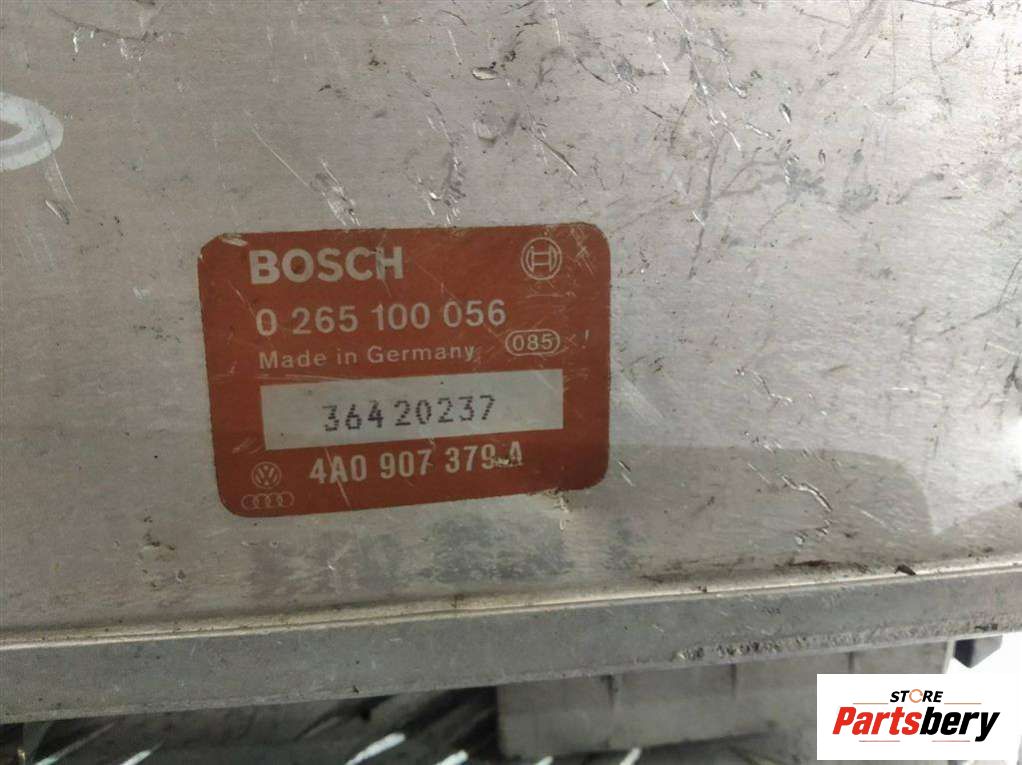 BOSCH
0 265 100 056
Made in Germany 085
36420237
4A0 907 379 A
STORE
Partsbery